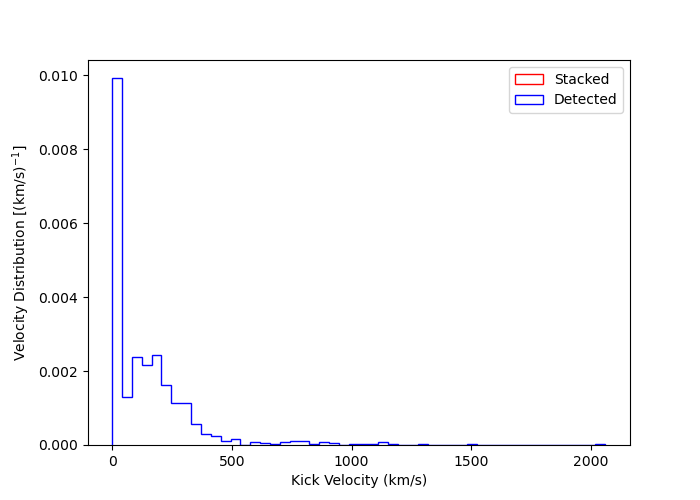 Stacked
Detected
Velocity Distribution [(km/s)⁻¹]
0.010
0.008
0.006
0.004
0.002
0.000
0 500 1000 1500 2000
Kick Velocity (km/s)